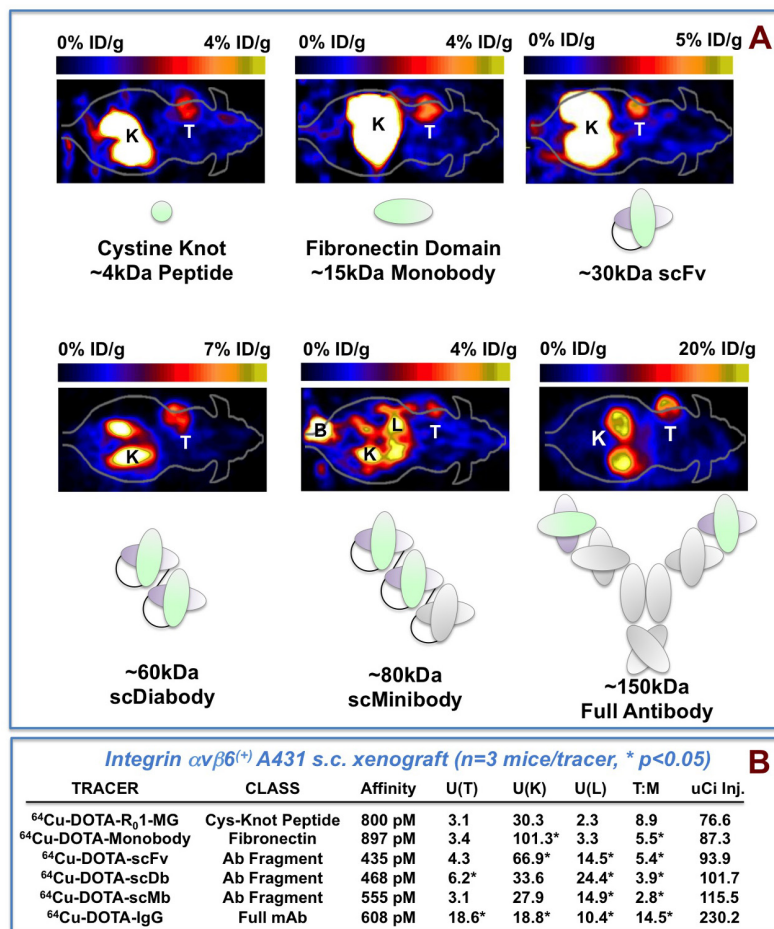 A
0% ID/g 4% ID/g 0% ID/g 4% ID/g 0% ID/g 5% ID/g
K T K T K T
Cystine Knot
~4kDa Peptide
Fibronectin Domain
~15kDa Monobody
~30kDa scFv
0% ID/g 7% ID/g 0% ID/g 4% ID/g 0% ID/g 20% ID/g
K T B K L T K T
~60kDa
scDiabody
~80kDa
scMinibody
~150kDa
Full Antibody
B
Integrin αvβ6(+) A431 s.c. xenograft (n=3 mice/tracer, * p<0.05)
TRACER CLASS Affinity U(T) U(K) U(L) T:M uCi Inj.
64Cu-DOTA-R01-MG Cys-Knot Peptide 800 pM 3.1 30.3 2.3 8.9 76.6
64Cu-DOTA-Monobody Fibronectin 897 pM 3.4 101.3* 3.3 5.5* 87.3
64Cu-DOTA-scFv Ab Fragment 435 pM 4.3 66.9* 14.5* 5.4* 93.9
64Cu-DOTA-scDb Ab Fragment 468 pM 6.2* 33.6 24.4* 3.9* 101.7
64Cu-DOTA-scMb Ab Fragment 555 pM 3.1 27.9 14.9* 2.8* 115.5
64Cu-DOTA-IgG Full mAb 608 pM 18.6* 18.8* 10.4* 14.5* 230.2